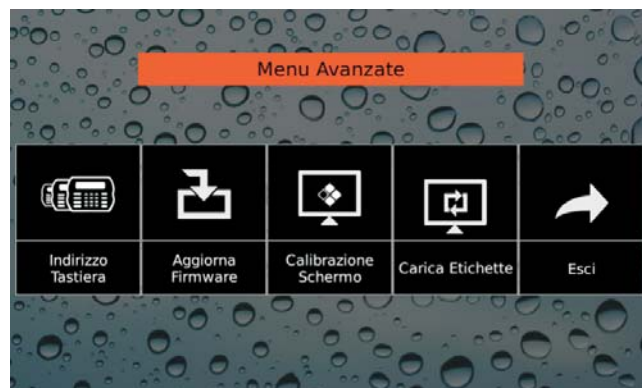 Menu Avanzate
Indirizzo
Tastiera
Aggiorna
Firmware
Calibrazione
Schermo
Carica Etichette
Esci